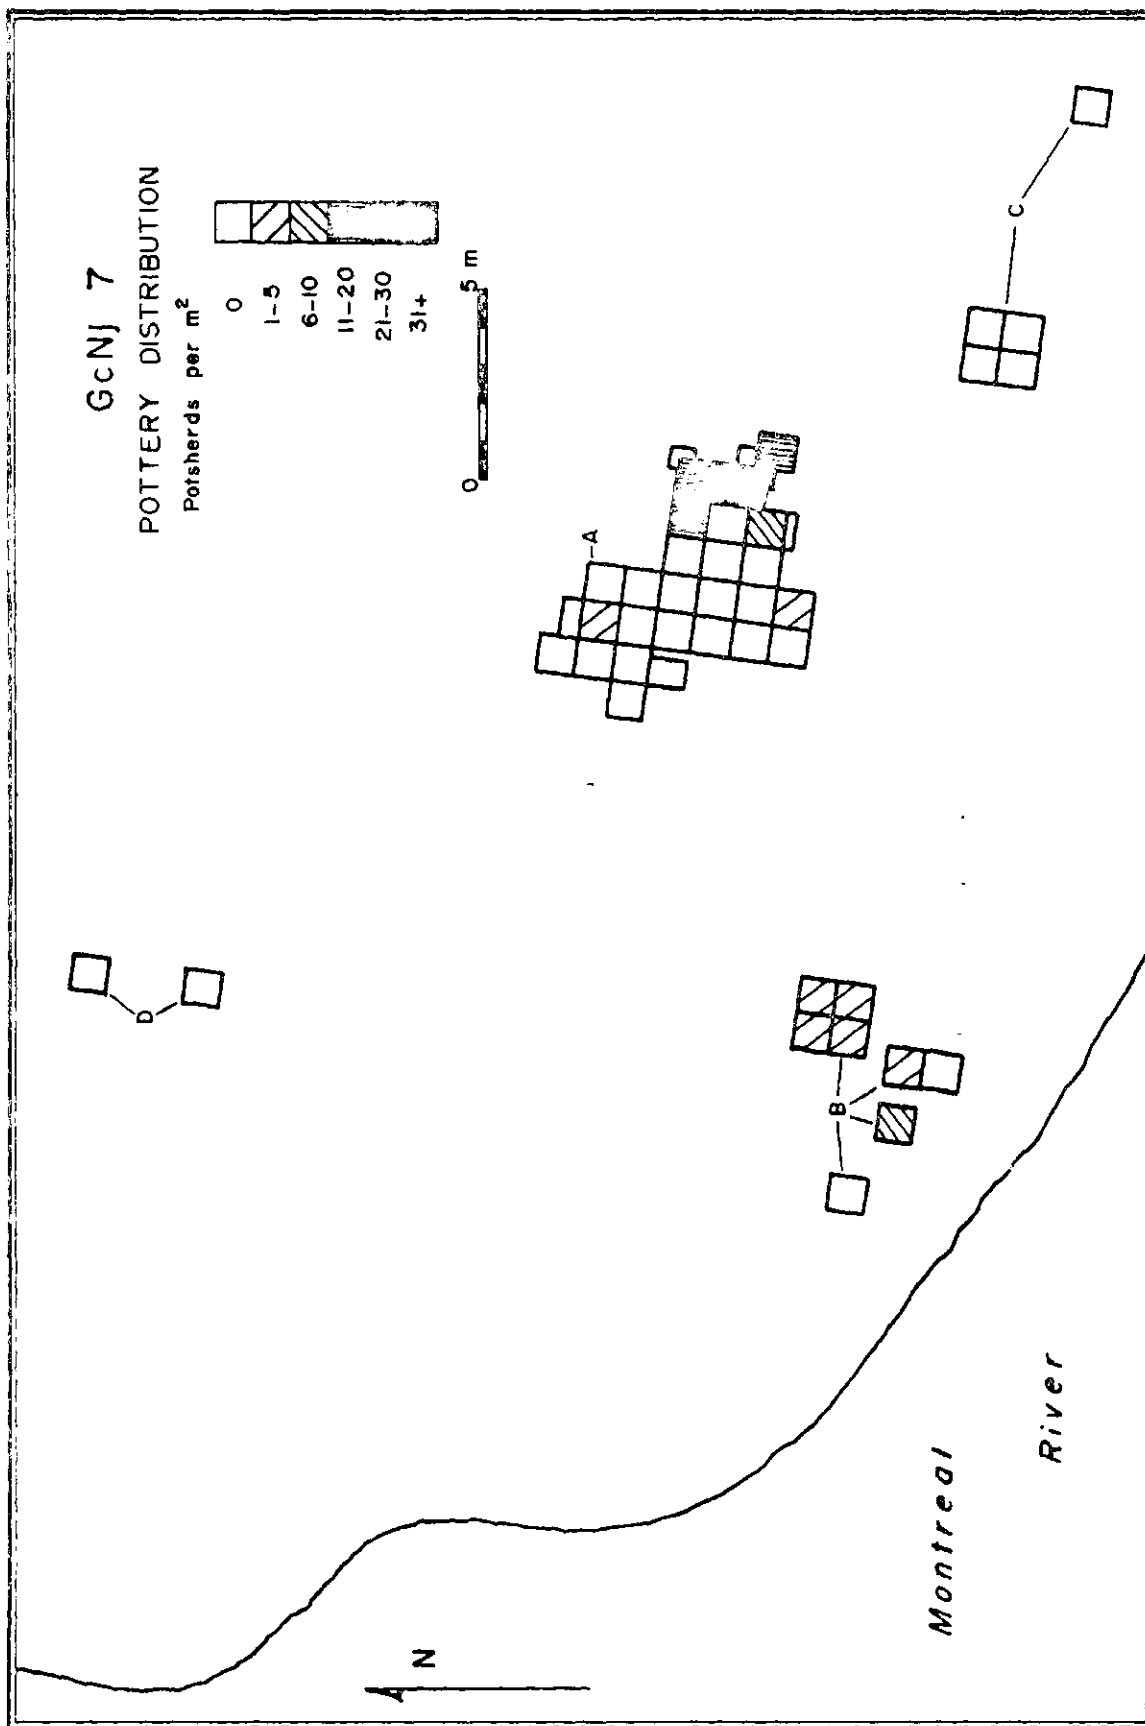 GcNj 7
POTTERY DISTRIBUTION
Potsherds per m²
0
1-5
6-10
11-20
21-30
31+
0 5 m
A
B
C
D
N
Montreal
River